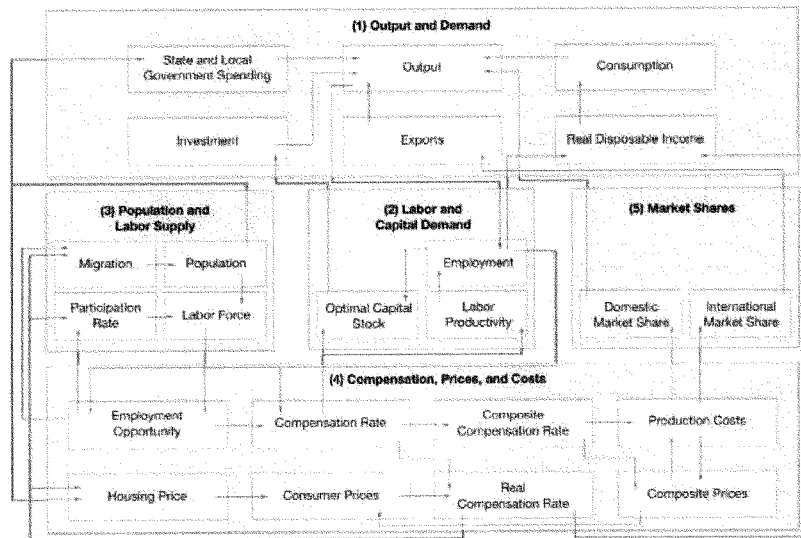 (1) Output and Demand
State and Local
Government Spending
Output
Consumption
Investment
Exports
Real Disposable Income
(3) Population and
Labor Supply
Migration
Population
Participation
Rate
Labor Force
(2) Labor and
Capital Demand
Employment
Optimal Capital
Stock
Labor
Productivity
(5) Market Shares
Domestic
Market Share
International
Market Share
(4) Compensation, Prices, and Costs
Employment
Opportunity
Compensation Rate
Composite
Compensation Rate
Production Costs
Housing Price
Consumer Prices
Real
Compensation Rate
Composite Prices